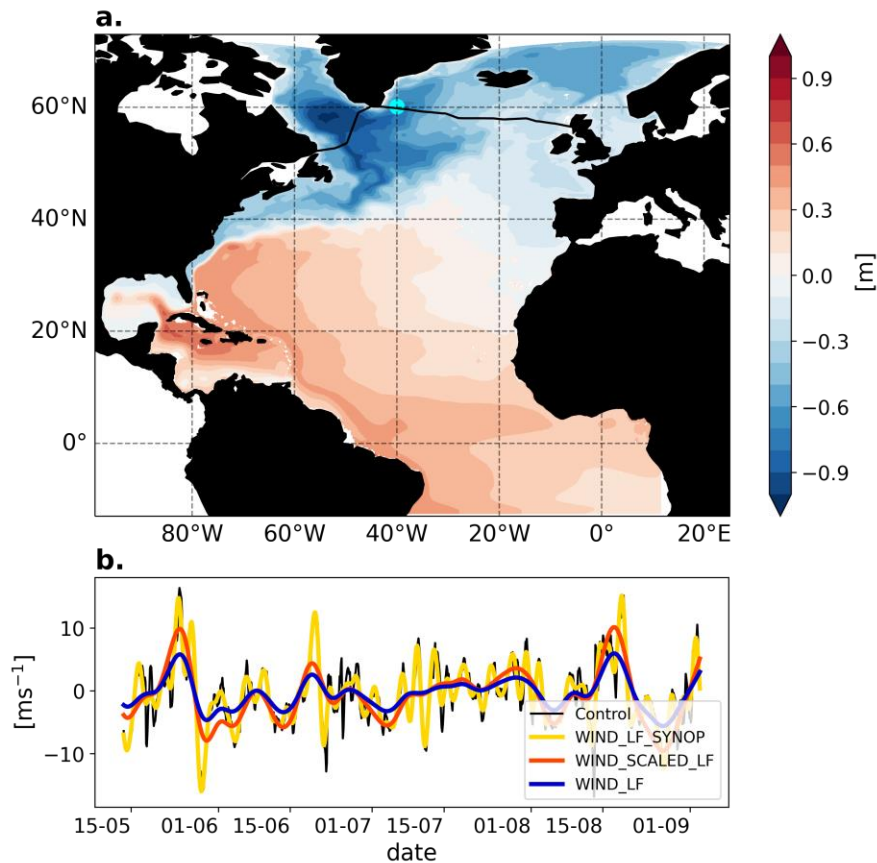 a.
60°N
40°N
20°N
0°
80°W 60°W 40°W 20°W 0° 20°E
0.9
0.6
0.3
0.0
−0.3
−0.6
−0.9
[m]
b.
10
0
−10
[ms⁻¹]
Control
WIND_LF_SYNOP
WIND_SCALED_LF
WIND_LF
15-05 01-06 15-06 01-07 15-07 01-08 15-08 01-09
date